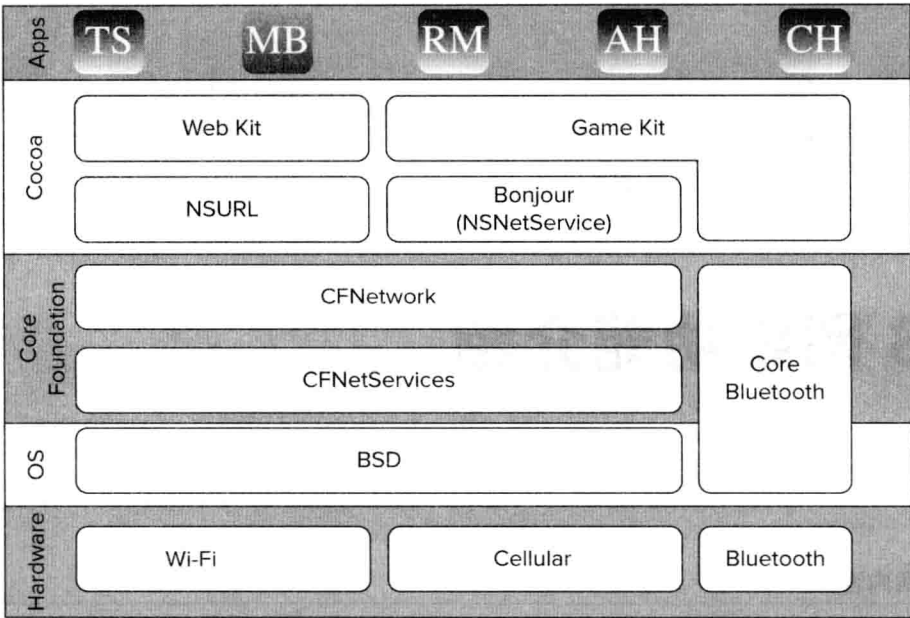 Apps
TS
MB
RM
AH
CH
Cocoa
Web Kit
Game Kit
NSURL
Bonjour
(NSNetService)
Core
Foundation
CFNetwork
CFNetServices
Core
Bluetooth
OS
BSD
Hardware
Wi-Fi
Cellular
Bluetooth